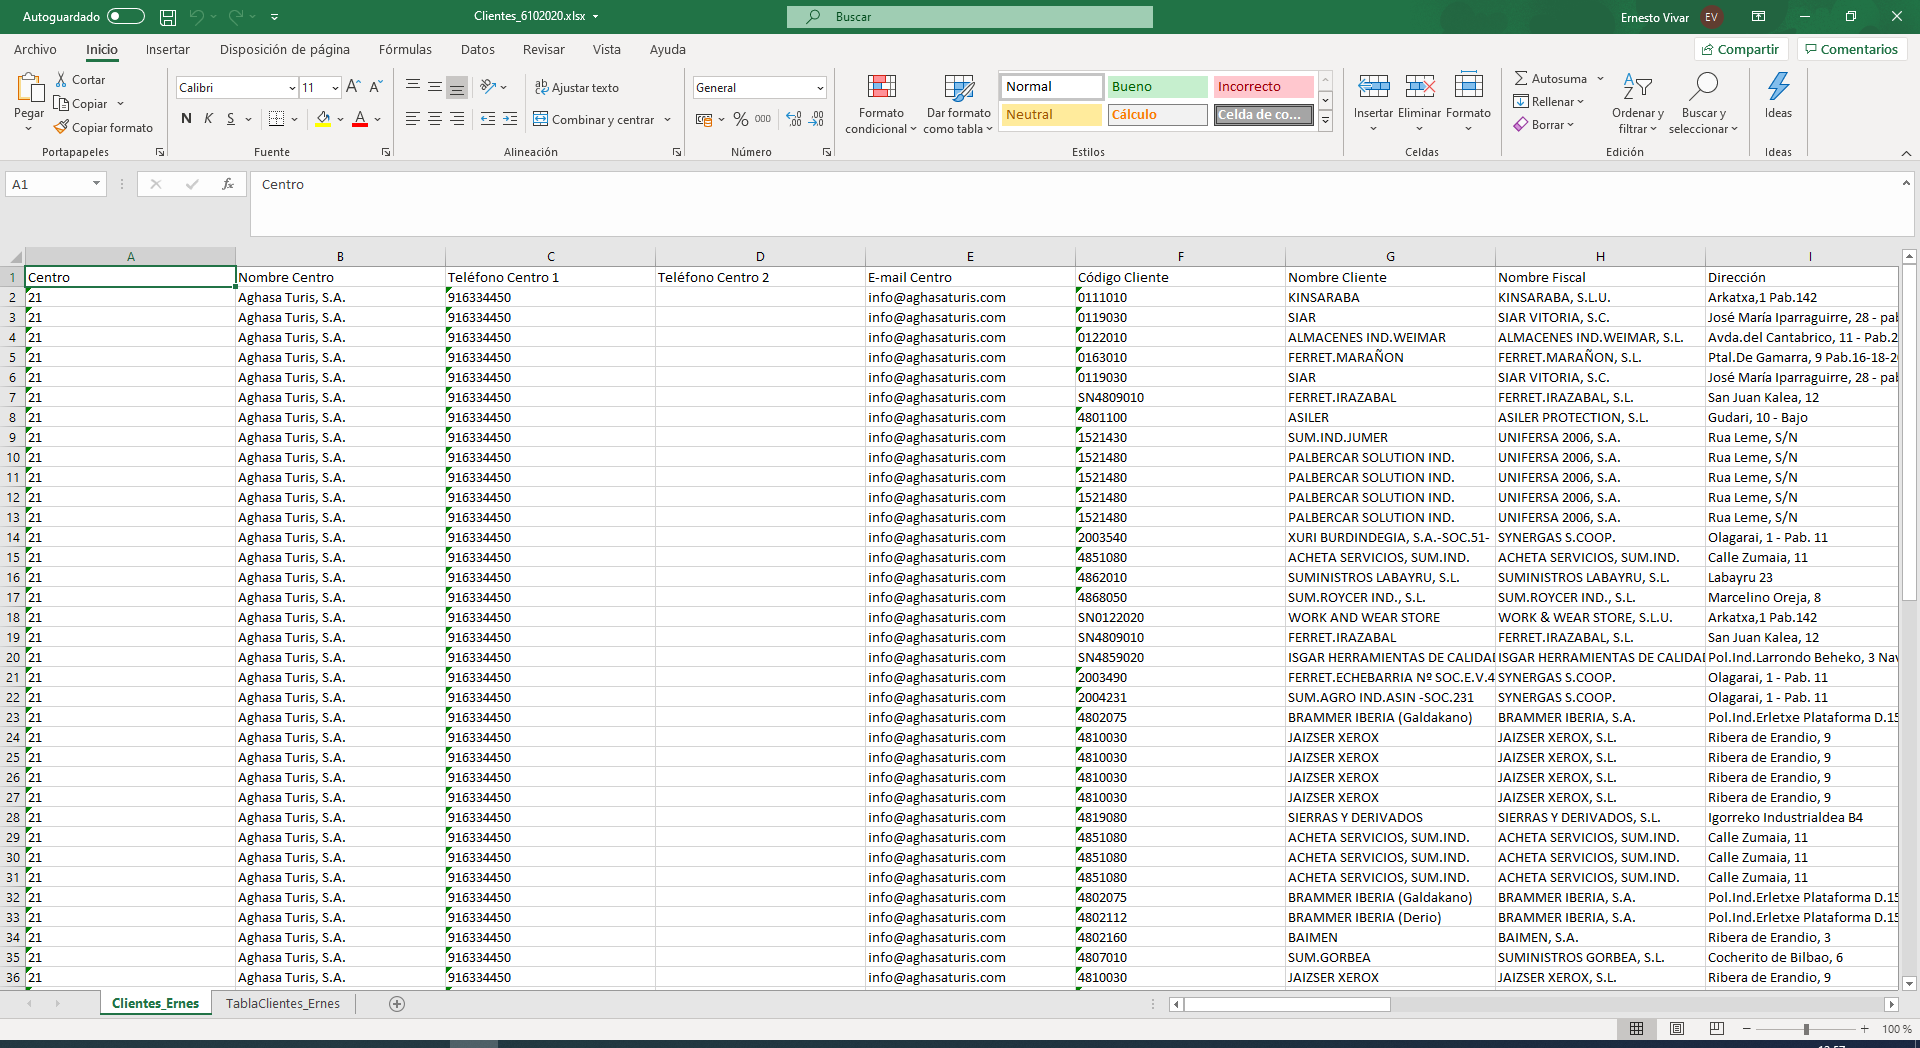 Autoguardado Clientes_6102020.xlsx Buscar Ernesto Vivar EV
Archivo Inicio Insertar Disposición de página Fórmulas Datos Revisar Vista Ayuda Compartir Comentarios
Pegar Cortar Copiar Copiar formato Portapapeles
Calibri 11 N K S A A A Fuente
Ajustar texto Combinar y centrar Alineación
General % 000 Número
Formato condicional Dar formato como tabla Normal Bueno Incorrecto Neutral Cálculo Celda de co... Estilos
Insertar Eliminar Formato Celdas
Autosuma Rellenar Borrar Ordenar y filtrar Buscar y seleccionar Edición
Ideas Ideas
A1 fx Centro
A B C D E F G H I
1 Centro Nombre Centro Teléfono Centro 1 Teléfono Centro 2 E-mail Centro Código Cliente Nombre Cliente Nombre Fiscal Dirección
2 21 Aghasa Turis, S.A. 916334450 info@aghasaturis.com 0111010 KINSARABA KINSARABA, S.L.U. Arkatxa,1 Pab.142
3 21 Aghasa Turis, S.A. 916334450 info@aghasaturis.com 0119030 SIAR SIAR VITORIA, S.C. José María Iparraguirre, 28 - pab
4 21 Aghasa Turis, S.A. 916334450 info@aghasaturis.com 0122010 ALMACENES IND.WEIMAR ALMACENES IND.WEIMAR, S.L. Avda.del Cantabrico, 11 - Pab.2
5 21 Aghasa Turis, S.A. 916334450 info@aghasaturis.com 0163010 FERRET.MARAÑON FERRET.MARAÑON, S.L. Ptal.De Gamarra, 9 Pab.16-18-2
6 21 Aghasa Turis, S.A. 916334450 info@aghasaturis.com 0119030 SIAR SIAR VITORIA, S.C. José María Iparraguirre, 28 - pab
7 21 Aghasa Turis, S.A. 916334450 info@aghasaturis.com SN4809010 FERRET.IRAZABAL FERRET.IRAZABAL, S.L. San Juan Kalea, 12
8 21 Aghasa Turis, S.A. 916334450 info@aghasaturis.com 4801100 ASILER ASILER PROTECTION, S.L. Gudari, 10 - Bajo
9 21 Aghasa Turis, S.A. 916334450 info@aghasaturis.com 1521430 SUM.IND.JUMER UNIFERSA 2006, S.A. Rua Leme, S/N
10 21 Aghasa Turis, S.A. 916334450 info@aghasaturis.com 1521480 PALBERCAR SOLUTION IND. UNIFERSA 2006, S.A. Rua Leme, S/N
11 21 Aghasa Turis, S.A. 916334450 info@aghasaturis.com 1521480 PALBERCAR SOLUTION IND. UNIFERSA 2006, S.A. Rua Leme, S/N
12 21 Aghasa Turis, S.A. 916334450 info@aghasaturis.com 1521480 PALBERCAR SOLUTION IND. UNIFERSA 2006, S.A. Rua Leme, S/N
13 21 Aghasa Turis, S.A. 916334450 info@aghasaturis.com 1521480 PALBERCAR SOLUTION IND. UNIFERSA 2006, S.A. Rua Leme, S/N
14 21 Aghasa Turis, S.A. 916334450 info@aghasaturis.com 2003540 XURI BURDINDEGIA, S.A.-SOC.51- SYNERGAS S.COOP. Olagarai, 1 - Pab. 11
15 21 Aghasa Turis, S.A. 916334450 info@aghasaturis.com 4851080 ACHETA SERVICIOS, SUM.IND. ACHETA SERVICIOS, SUM.IND. Calle Zumaia, 11
16 21 Aghasa Turis, S.A. 916334450 info@aghasaturis.com 4862010 SUMINISTROS LABAYRU, S.L. SUMINISTROS LABAYRU, S.L. Labayru 23
17 21 Aghasa Turis, S.A. 916334450 info@aghasaturis.com 4868050 SUM.ROYCER IND., S.L. SUM.ROYCER IND., S.L. Marcelino Oreja, 8
18 21 Aghasa Turis, S.A. 916334450 info@aghasaturis.com SN0122020 WORK AND WEAR STORE WORK & WEAR STORE, S.L.U. Arkatxa,1 Pab.142
19 21 Aghasa Turis, S.A. 916334450 info@aghasaturis.com SN4809010 FERRET.IRAZABAL FERRET.IRAZABAL, S.L. San Juan Kalea, 12
20 21 Aghasa Turis, S.A. 916334450 info@aghasaturis.com SN4859020 ISGAR HERRAMIENTAS DE CALIDAD ISGAR HERRAMIENTAS DE CALIDAD Pol.Ind.Larrondo Beheko, 3 Nav
21 21 Aghasa Turis, S.A. 916334450 info@aghasaturis.com 2003490 FERRET.ECHEBARRIA Nº SOC.E.V.4 SYNERGAS S.COOP. Olagarai, 1 - Pab. 11
22 21 Aghasa Turis, S.A. 916334450 info@aghasaturis.com 2004231 SUM.AGRO IND.ASIN -SOC.231 SYNERGAS S.COOP. Olagarai, 1 - Pab. 11
23 21 Aghasa Turis, S.A. 916334450 info@aghasaturis.com 4802075 BRAMMER IBERIA (Galdakano) BRAMMER IBERIA, S.A. Pol.Ind.Erletxe Plataforma D.15
24 21 Aghasa Turis, S.A. 916334450 info@aghasaturis.com 4810030 JAIZSER XEROX JAIZSER XEROX, S.L. Ribera de Erandio, 9
25 21 Aghasa Turis, S.A. 916334450 info@aghasaturis.com 4810030 JAIZSER XEROX JAIZSER XEROX, S.L. Ribera de Erandio, 9
26 21 Aghasa Turis, S.A. 916334450 info@aghasaturis.com 4810030 JAIZSER XEROX JAIZSER XEROX, S.L. Ribera de Erandio, 9
27 21 Aghasa Turis, S.A. 916334450 info@aghasaturis.com 4810030 JAIZSER XEROX JAIZSER XEROX, S.L. Ribera de Erandio, 9
28 21 Aghasa Turis, S.A. 916334450 info@aghasaturis.com 4819080 SIERRAS Y DERIVADOS SIERRAS Y DERIVADOS, S.L. Igorreko Industrialdea B4
29 21 Aghasa Turis, S.A. 916334450 info@aghasaturis.com 4851080 ACHETA SERVICIOS, SUM.IND. ACHETA SERVICIOS, SUM.IND. Calle Zumaia, 11
30 21 Aghasa Turis, S.A. 916334450 info@aghasaturis.com 4851080 ACHETA SERVICIOS, SUM.IND. ACHETA SERVICIOS, SUM.IND. Calle Zumaia, 11
31 21 Aghasa Turis, S.A. 916334450 info@aghasaturis.com 4851080 ACHETA SERVICIOS, SUM.IND. ACHETA SERVICIOS, SUM.IND. Calle Zumaia, 11
32 21 Aghasa Turis, S.A. 916334450 info@aghasaturis.com 4802075 BRAMMER IBERIA (Galdakano) BRAMMER IBERIA, S.A. Pol.Ind.Erletxe Plataforma D.15
33 21 Aghasa Turis, S.A. 916334450 info@aghasaturis.com 4802112 BRAMMER IBERIA (Derio) BRAMMER IBERIA, S.A. Pol.Ind.Erletxe Plataforma D.15
34 21 Aghasa Turis, S.A. 916334450 info@aghasaturis.com 4802160 BAIMEN BAIMEN, S.A. Ribera de Erandio, 3
35 21 Aghasa Turis, S.A. 916334450 info@aghasaturis.com 4807010 SUM.GORBEA SUMINISTROS GORBEA, S.L. Cocherito de Bilbao, 6
36 21 Aghasa Turis, S.A. 916334450 info@aghasaturis.com 4810030 JAIZSER XEROX JAIZSER XEROX, S.L. Ribera de Erandio, 9
Clientes_Ernes TablaClientes_Ernes
100 %